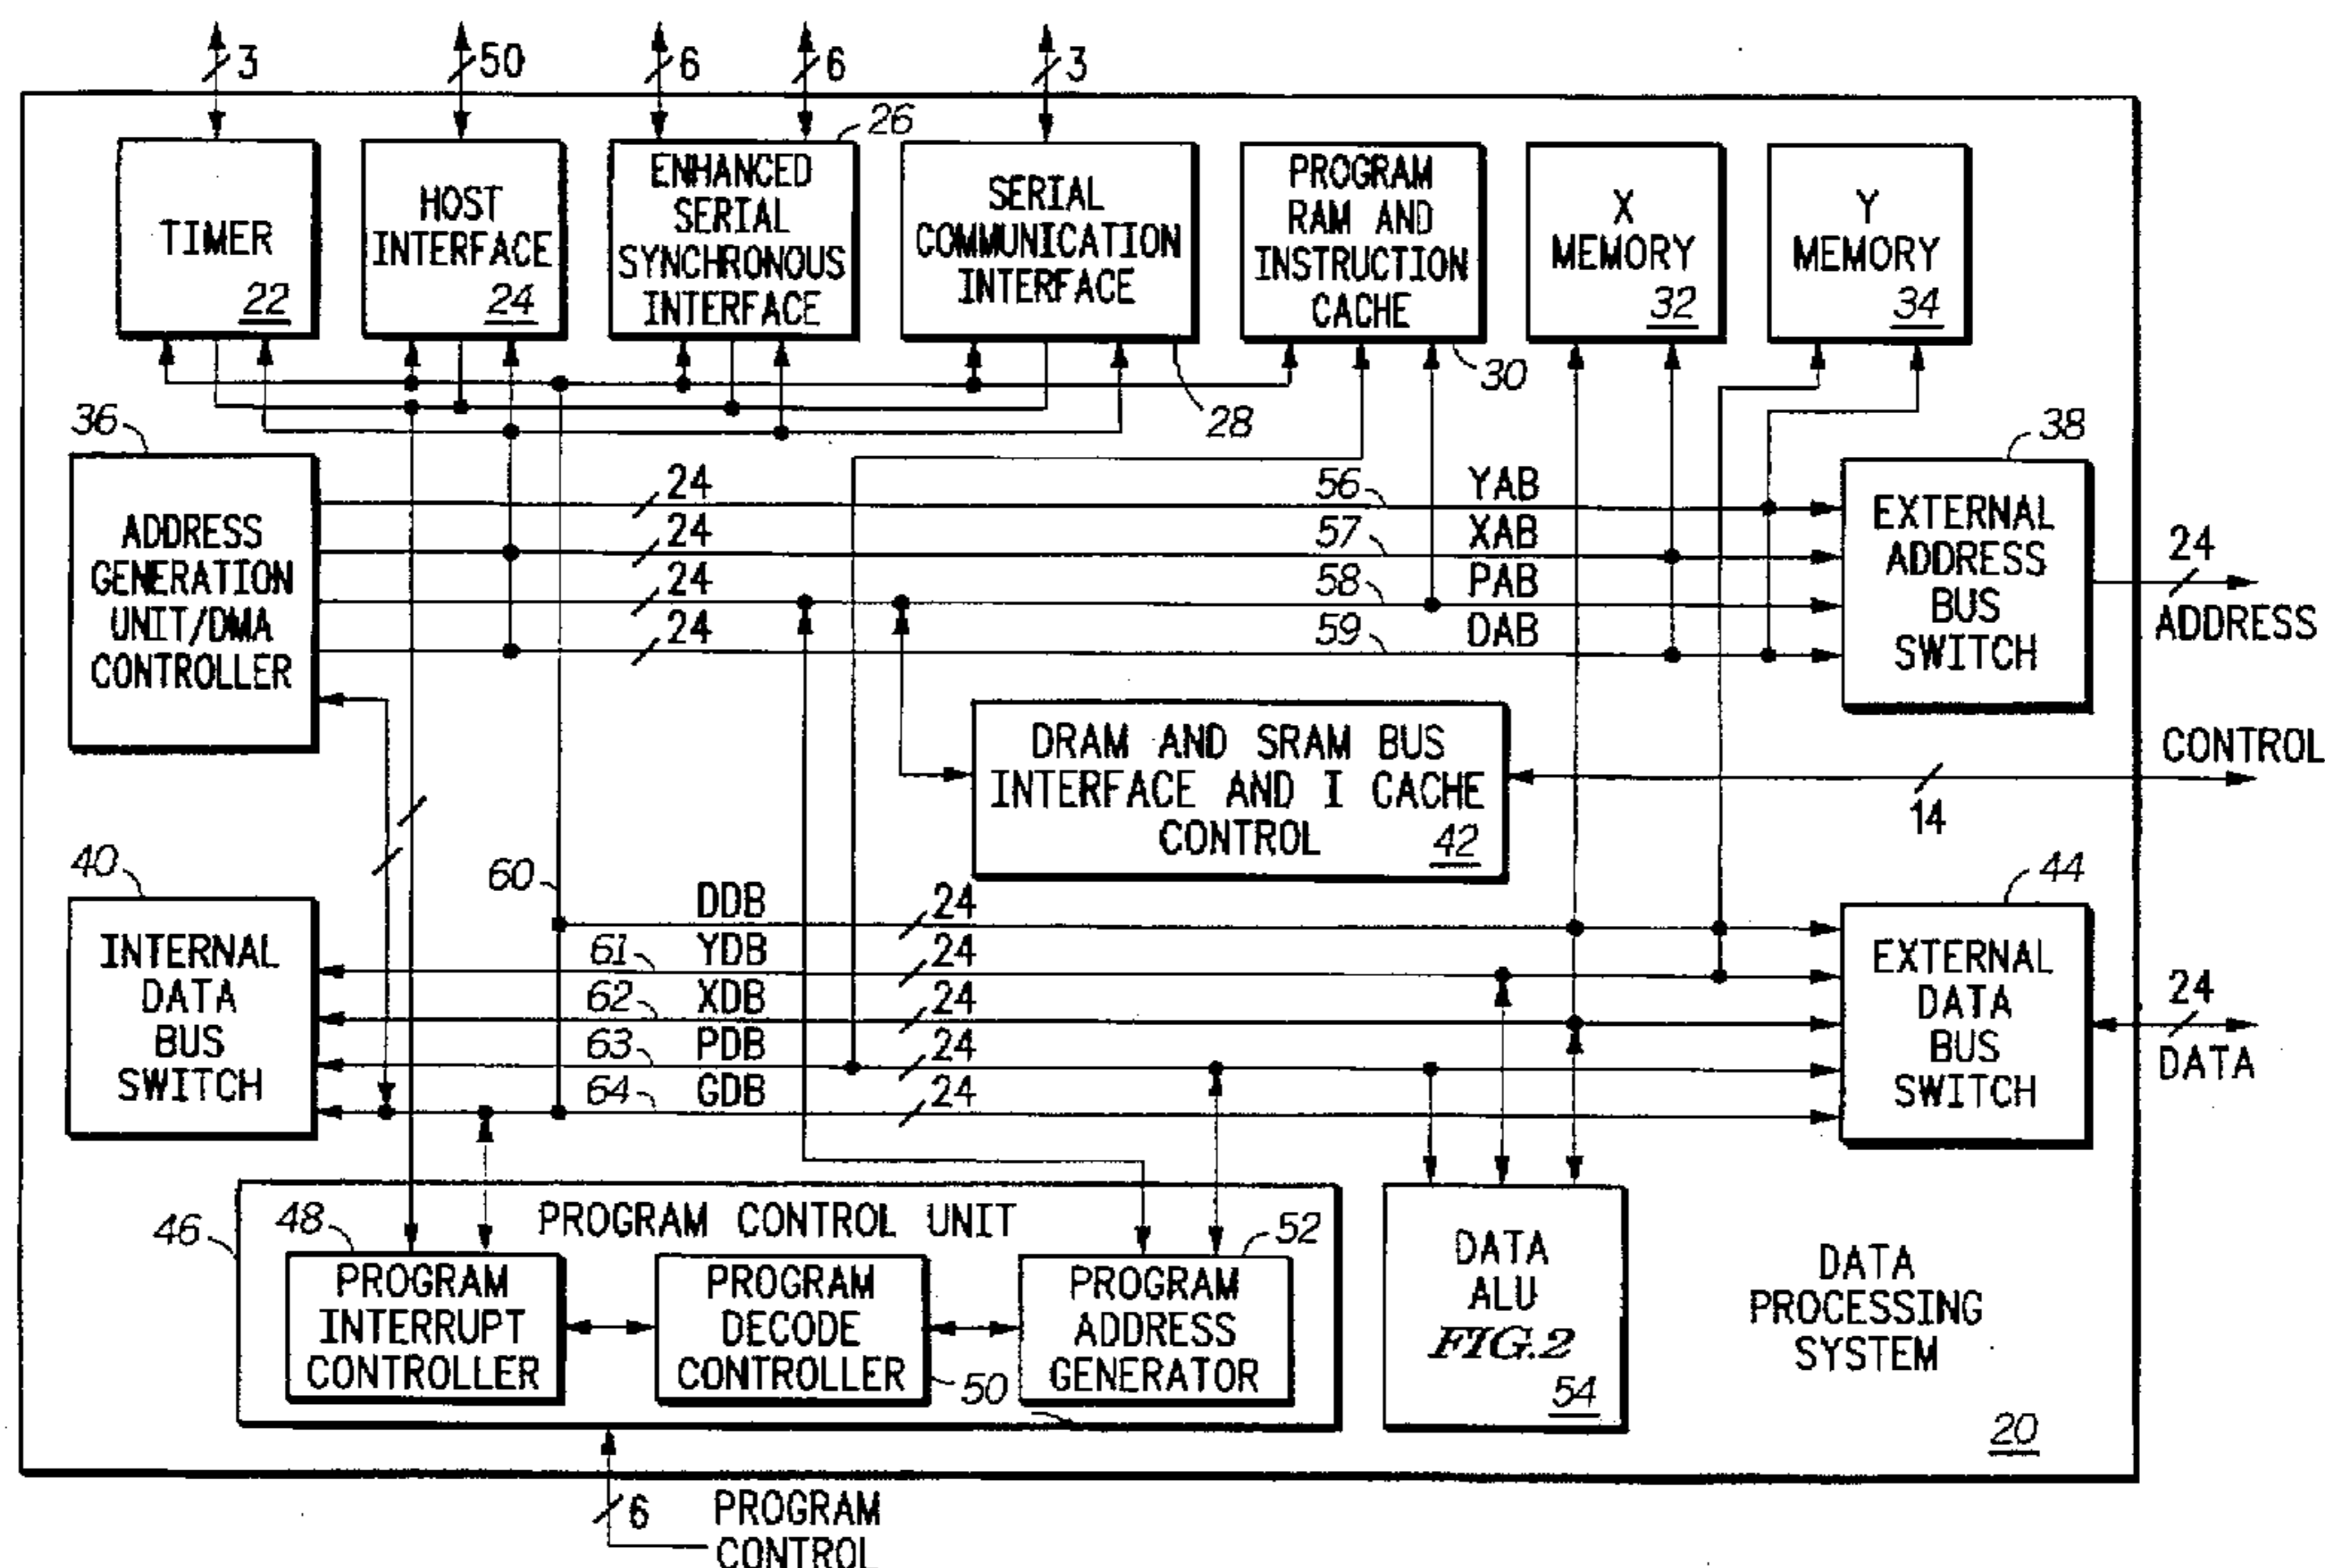 3
50
6
6
3
TIMER
22
HOST
INTERFACE
24
26
ENHANCED
SERIAL
SYNCHRONOUS
INTERFACE
SERIAL
COMMUNICATION
INTERFACE
28
PROGRAM
RAM AND
INSTRUCTION
CACHE
30
X
MEMORY
32
Y
MEMORY
34
36
ADDRESS
GENERATION
UNIT/DMA
CONTROLLER
24
24
24
24
56 YAB
57 XAB
58 PAB
59 DAB
38
EXTERNAL
ADDRESS
BUS
SWITCH
24
ADDRESS
DRAM AND SRAM BUS
INTERFACE AND I CACHE
CONTROL 42
CONTROL
14
40
INTERNAL
DATA
BUS
SWITCH
60 DDB 24
61 YDB 24
62 XDB 24
63 PDB 24
64 GDB 24
44
EXTERNAL
DATA
BUS
SWITCH
24
DATA
46
PROGRAM CONTROL UNIT
48
PROGRAM
INTERRUPT
CONTROLLER
PROGRAM
DECODE
CONTROLLER
50
52
PROGRAM
ADDRESS
GENERATOR
DATA
ALU
FIG.2
54
DATA
PROCESSING
SYSTEM
20
6
PROGRAM
CONTROL